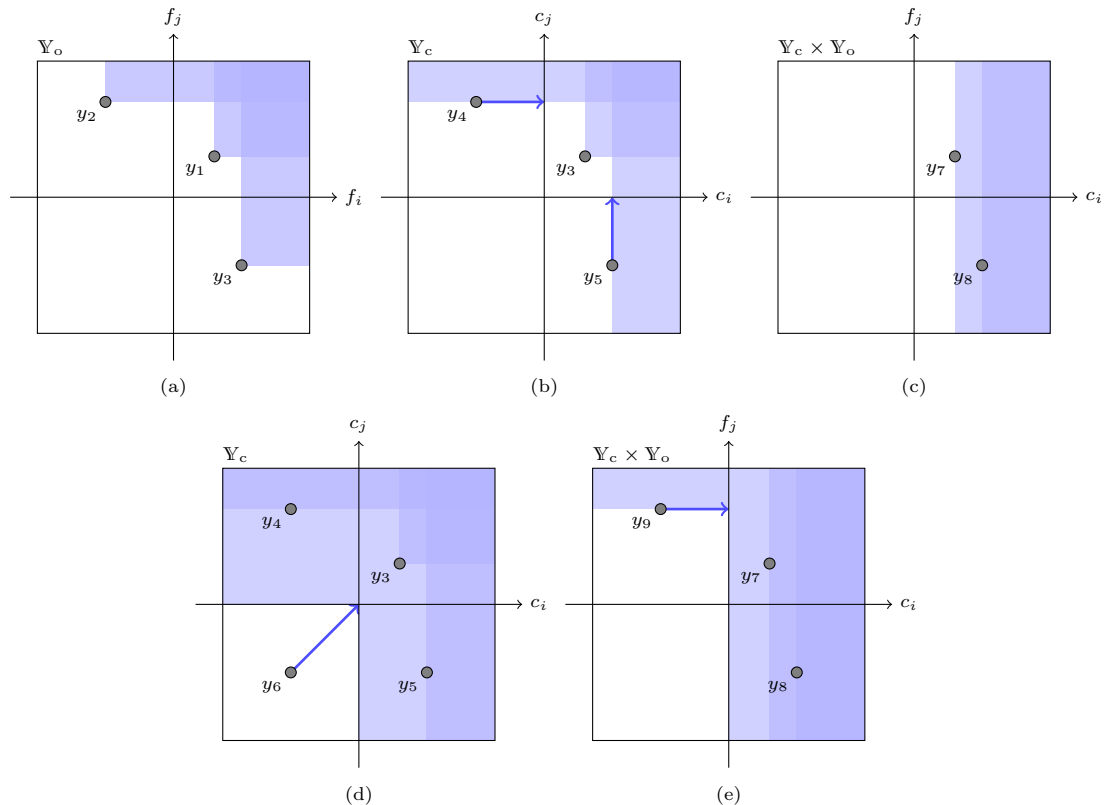 f_j
𝕐_o
y_2
y_1
f_i
y_3
(a)
c_j
𝕐_c
y_4
y_3
c_i
y_5
(b)
f_j
𝕐_c × 𝕐_o
y_7
c_i
y_8
(c)
c_j
𝕐_c
y_4
y_3
c_i
y_6
y_5
(d)
f_j
𝕐_c × 𝕐_o
y_9
y_7
c_i
y_8
(e)